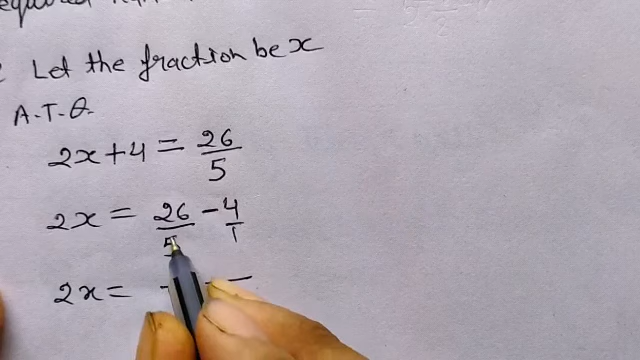 Let the fraction be x
A.T.Q.
2x+4 = 26/5
2x = 26/5 - 4/1
2x =